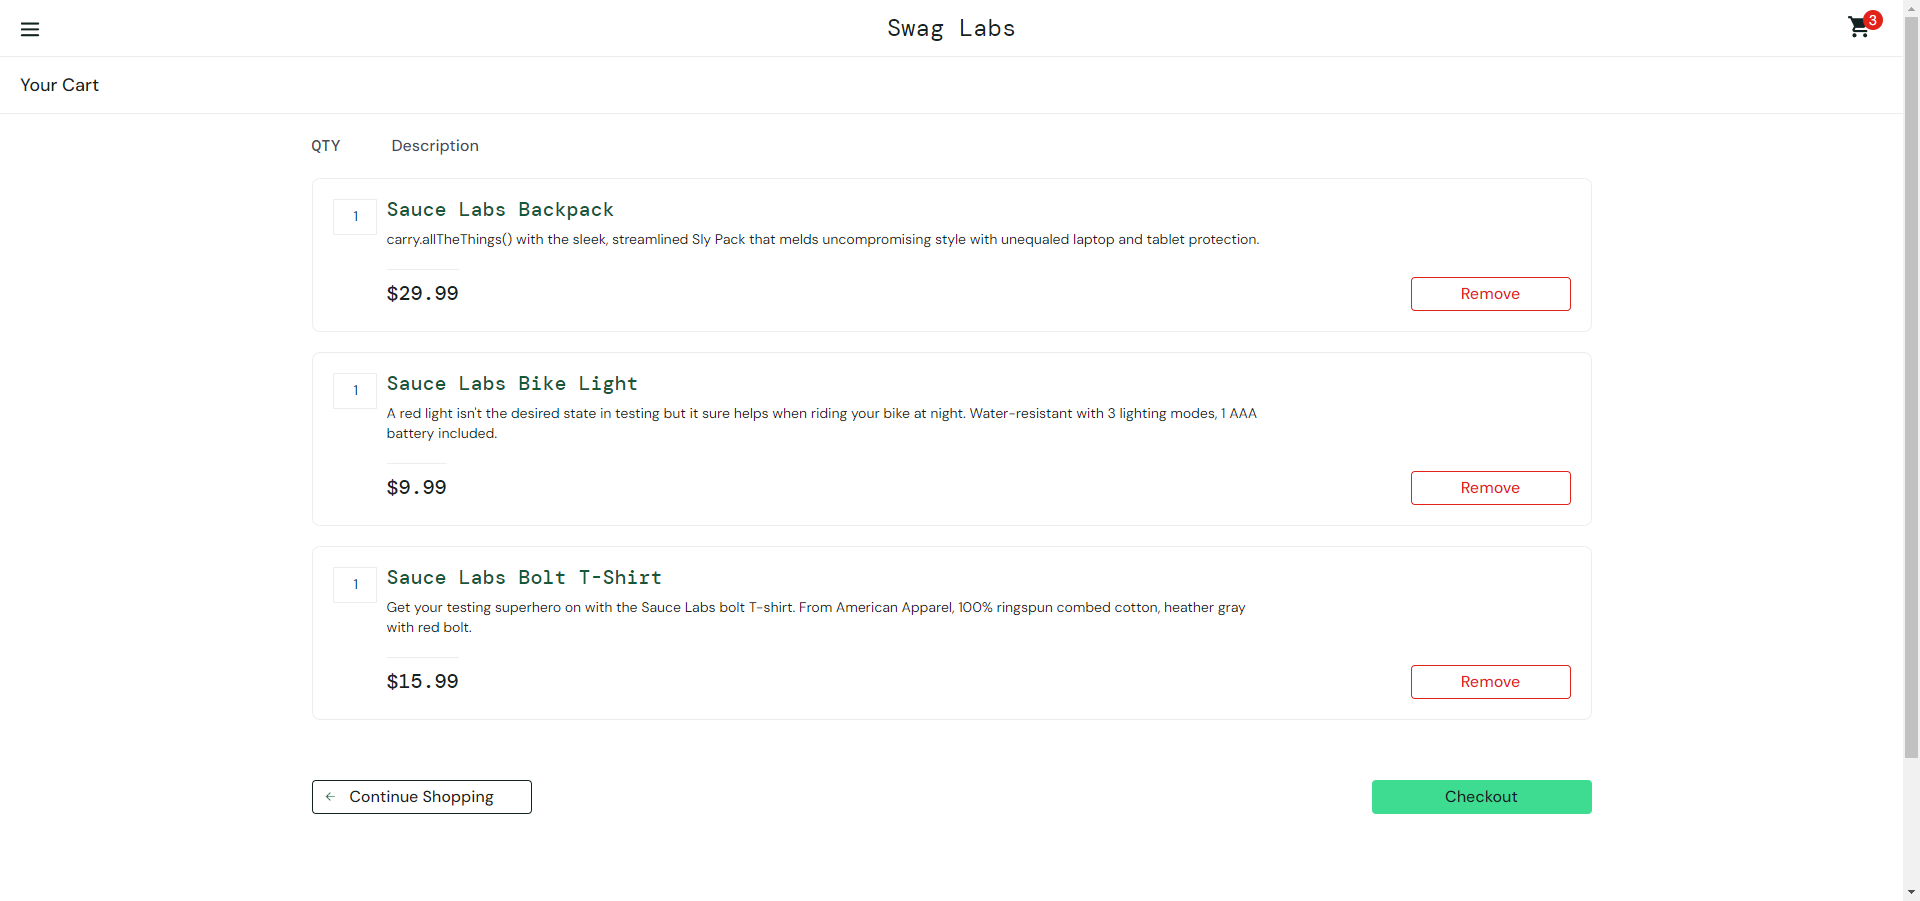 Swag Labs
3
Your Cart
QTY Description
1
Sauce Labs Backpack
carry.allTheThings() with the sleek, streamlined Sly Pack that melds uncompromising style with unequaled laptop and tablet protection.
$29.99
Remove
1
Sauce Labs Bike Light
A red light isn't the desired state in testing but it sure helps when riding your bike at night. Water-resistant with 3 lighting modes, 1 AAA
battery included.
$9.99
Remove
1
Sauce Labs Bolt T-Shirt
Get your testing superhero on with the Sauce Labs bolt T-shirt. From American Apparel, 100% ringspun combed cotton, heather gray
with red bolt.
$15.99
Remove
Continue Shopping
Checkout